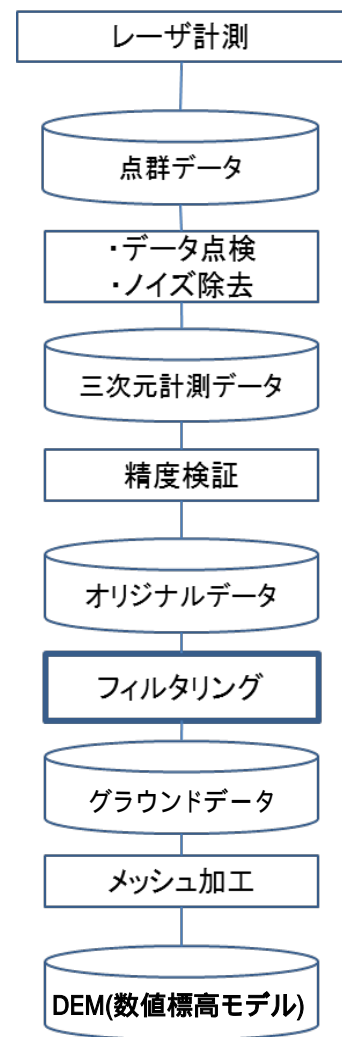 レーザ計測
点群データ
・データ点検
・ノイズ除去
三次元計測データ
精度検証
オリジナルデータ
フィルタリング
グラウンドデータ
メッシュ加工
DEM(数値標高モデル)